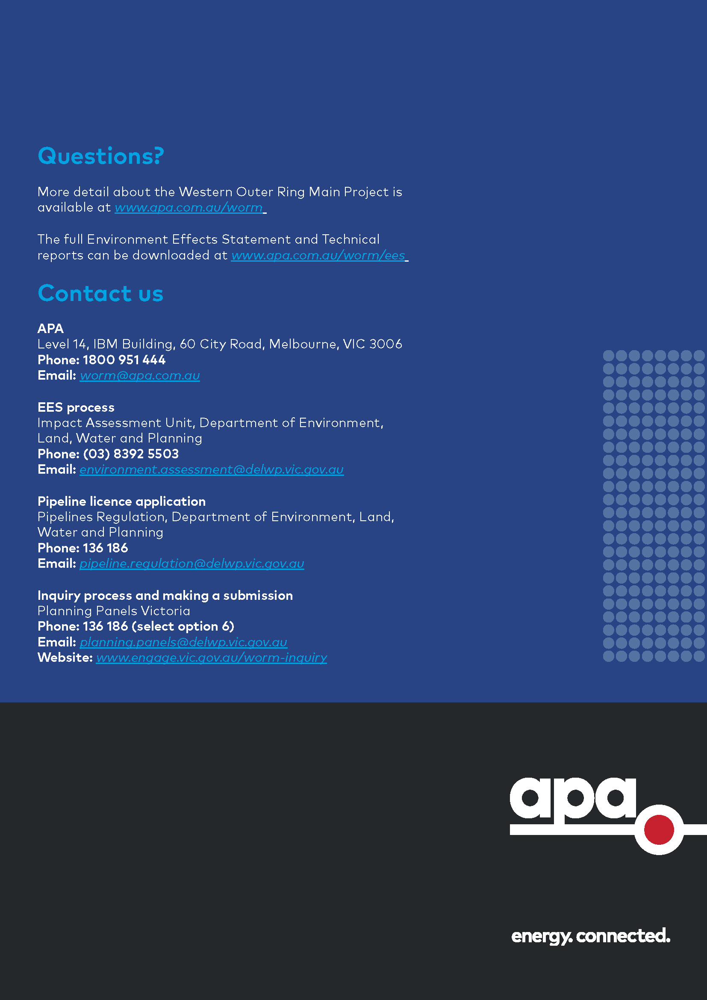 Questions?
More detail about the Western Outer Ring Main Project is
available at www.apa.com.au/worm
The full Environment Effects Statement and Technical
reports can be downloaded at www.apa.com.au/worm/ees
Contact us
APA
Level 14, IBM Building, 60 City Road, Melbourne, VIC 3006
Phone: 1800 951 444
Email: worm@apa.com.au
EES process
Impact Assessment Unit, Department of Environment,
Land, Water and Planning
Phone: (03) 8392 5503
Email: environment.assessment@delwp.vic.gov.au
Pipeline licence application
Pipelines Regulation, Department of Environment, Land,
Water and Planning
Phone: 136 186
Email: pipeline.regulation@delwp.vic.gov.au
Inquiry process and making a submission
Planning Panels Victoria
Phone: 136 186 (select option 6)
Email: planning.panels@delwp.vic.gov.au
Website: www.engage.vic.gov.au/worm-inquiry
apa
energy. connected.